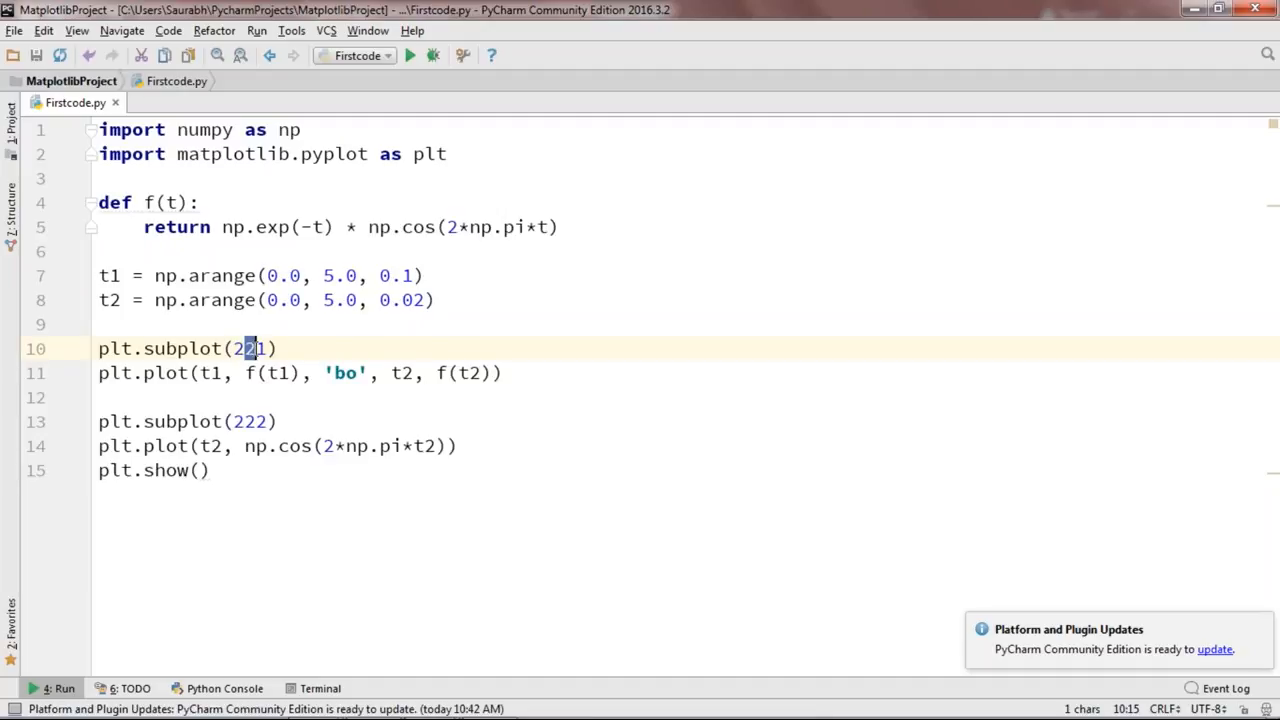 MatplotlibProject - [C:\Users\Saurabh\PycharmProjects\MatplotlibProject] - ...\Firstcode.py - PyCharm Community Edition 2016.3.2
File Edit View Navigate Code Refactor Run Tools VCS Window Help
Firstcode
MatplotlibProject Firstcode.py
Firstcode.py
1: Project
Z: Structure
2: Favorites
1 import numpy as np
2 import matplotlib.pyplot as plt
3
4 def f(t):
5 return np.exp(-t) * np.cos(2*np.pi*t)
6
7 t1 = np.arange(0.0, 5.0, 0.1)
8 t2 = np.arange(0.0, 5.0, 0.02)
9
10 plt.subplot(221)
11 plt.plot(t1, f(t1), 'bo', t2, f(t2))
12
13 plt.subplot(222)
14 plt.plot(t2, np.cos(2*np.pi*t2))
15 plt.show()
Platform and Plugin Updates
PyCharm Community Edition is ready to update.
4: Run 6: TODO Python Console Terminal Event Log
Platform and Plugin Updates: PyCharm Community Edition is ready to update. (today 10:42 AM) 1 chars 10:15 CRLF÷ UTF-8÷